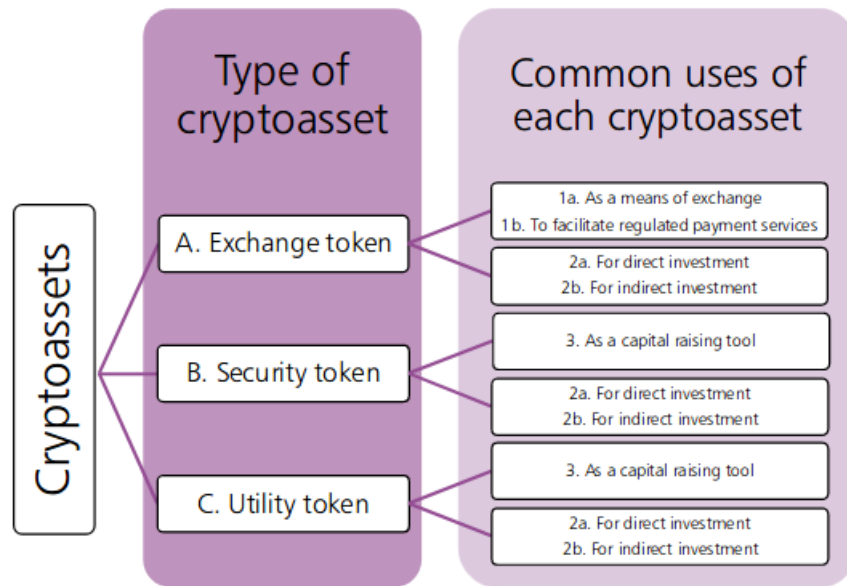 Type of
cryptoasset
Common uses of
each cryptoasset
Cryptoassets
A. Exchange token
1a. As a means of exchange
1b. To facilitate regulated payment services
2a. For direct investment
2b. For indirect investment
B. Security token
3. As a capital raising tool
2a. For direct investment
2b. For indirect investment
C. Utility token
3. As a capital raising tool
2a. For direct investment
2b. For indirect investment